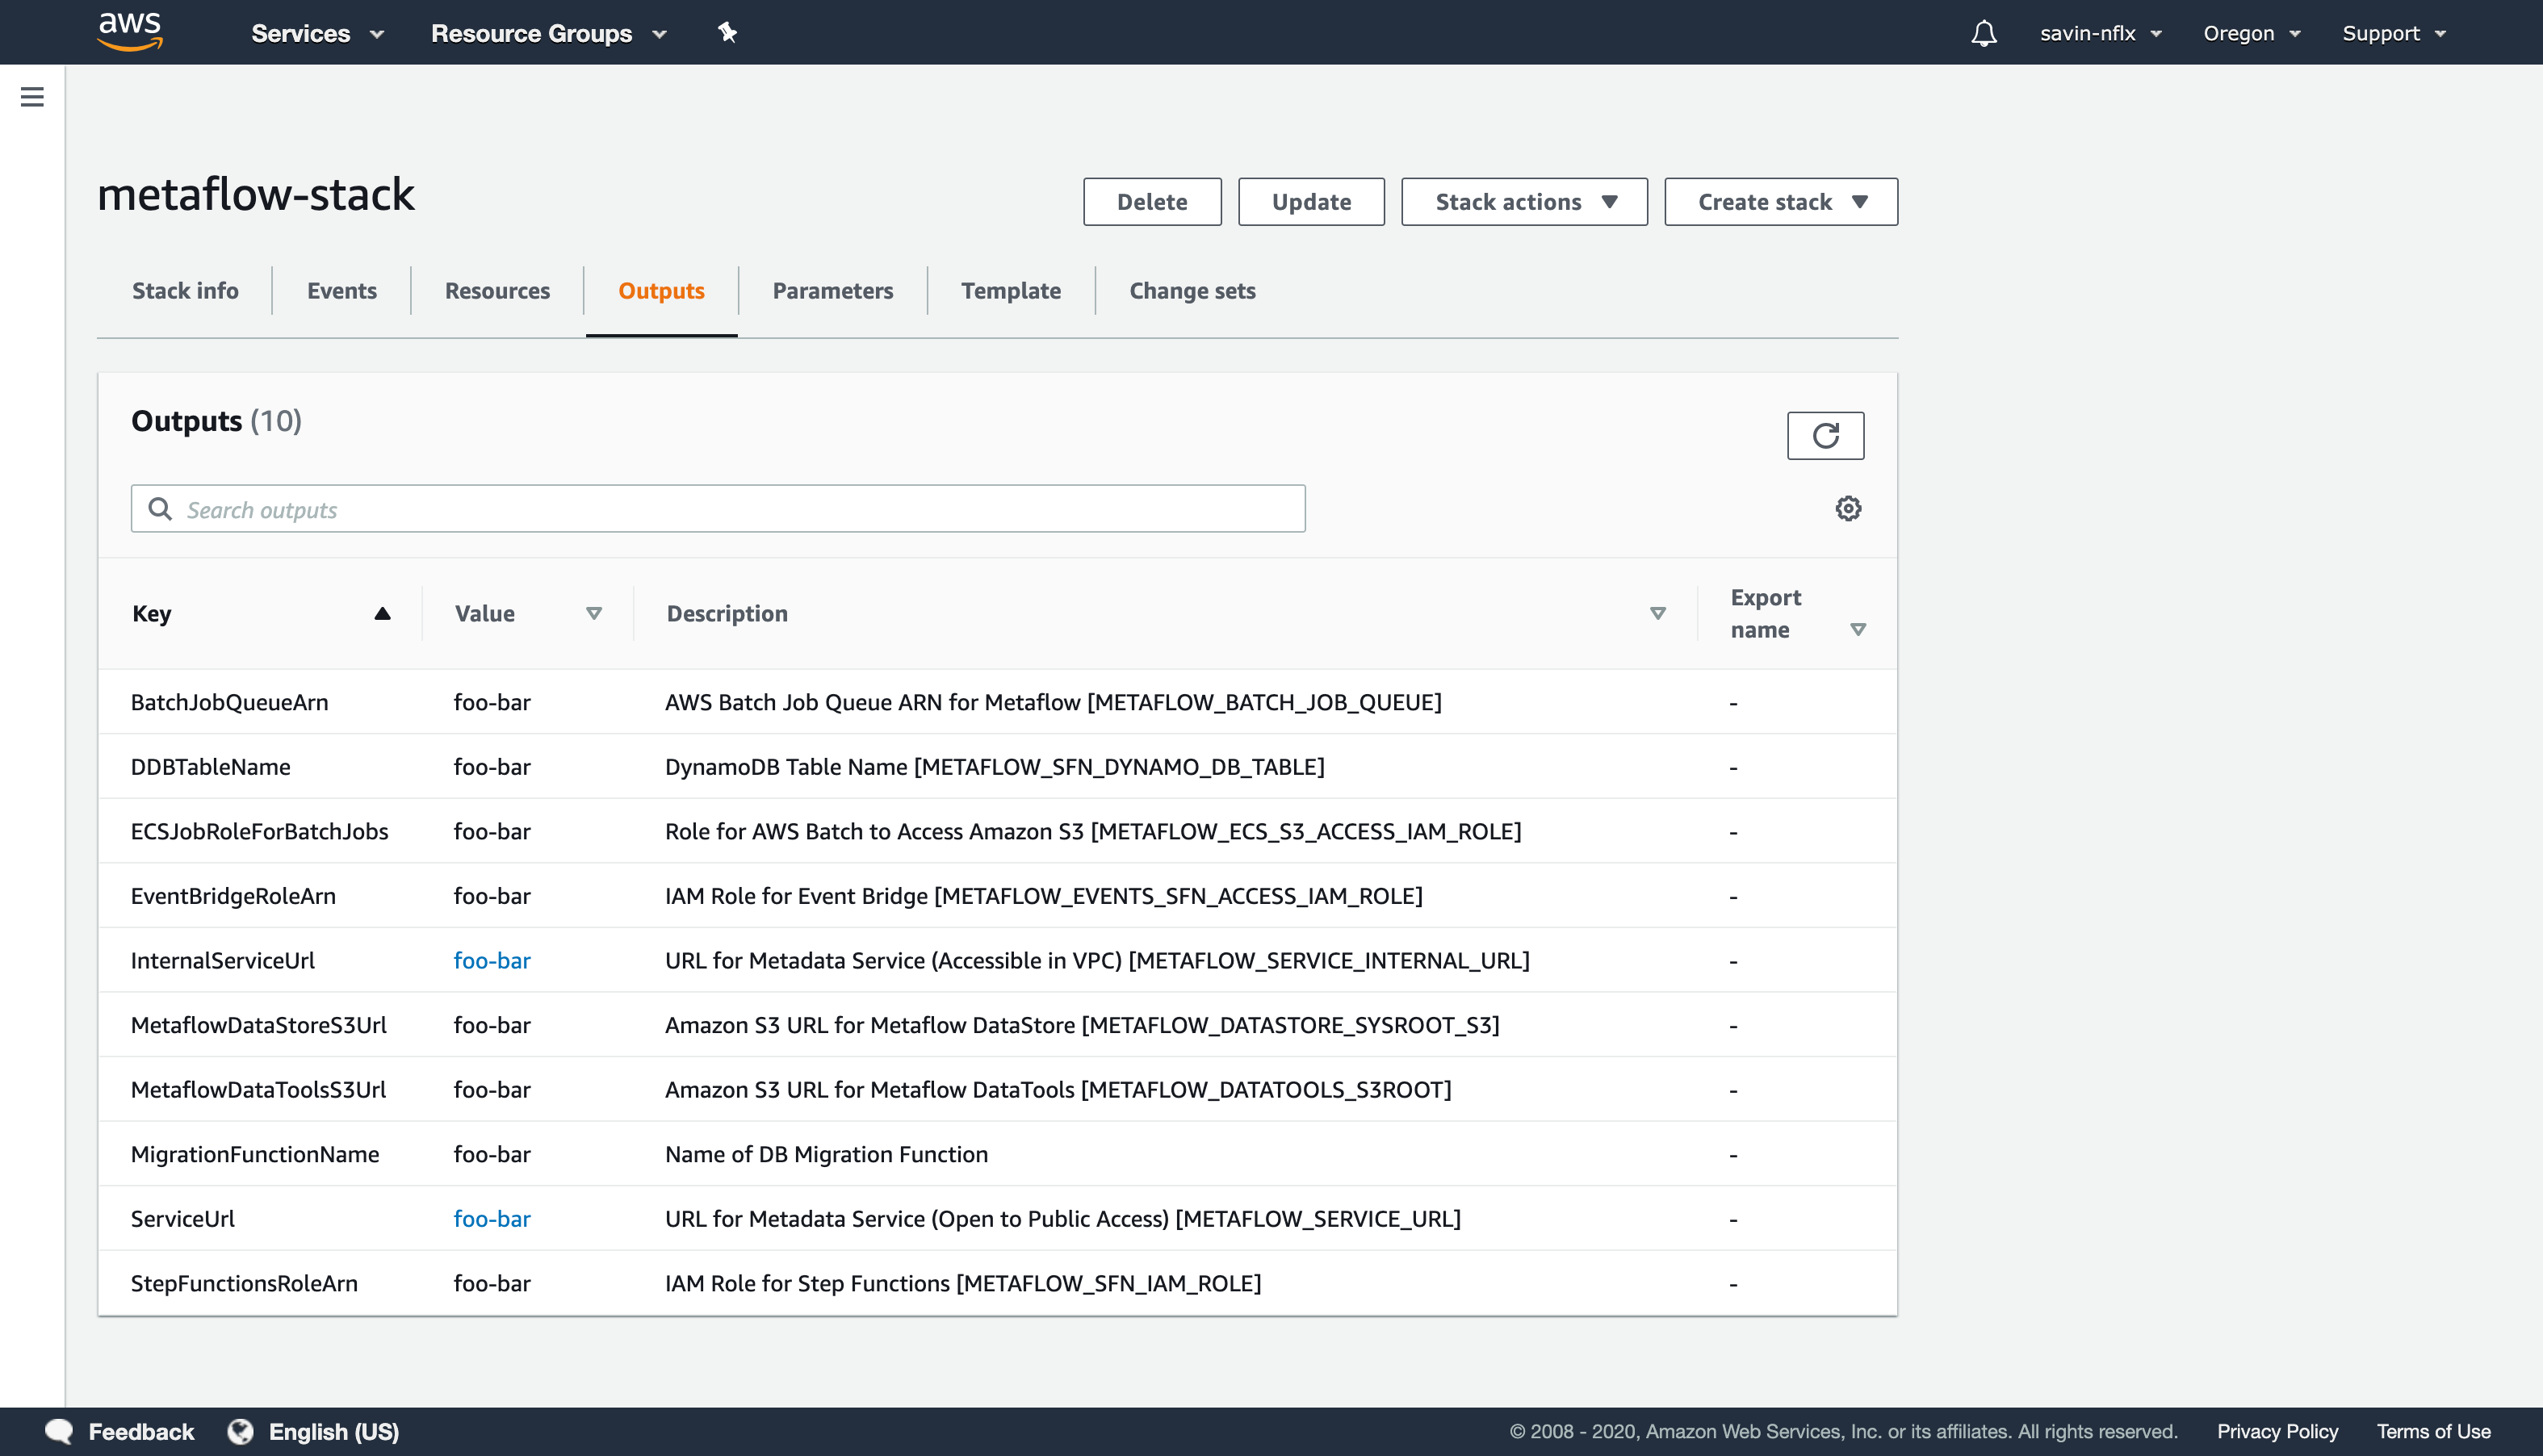 aws Services Resource Groups savin-nflx Oregon Support
metaflow-stack
Delete Update Stack actions Create stack
Stack info Events Resources Outputs Parameters Template Change sets
Outputs (10)
Search outputs
Key Value Description Export name
BatchJobQueueArn foo-bar AWS Batch Job Queue ARN for Metaflow [METAFLOW_BATCH_JOB_QUEUE] -
DDBTableName foo-bar DynamoDB Table Name [METAFLOW_SFN_DYNAMO_DB_TABLE] -
ECSJobRoleForBatchJobs foo-bar Role for AWS Batch to Access Amazon S3 [METAFLOW_ECS_S3_ACCESS_IAM_ROLE] -
EventBridgeRoleArn foo-bar IAM Role for Event Bridge [METAFLOW_EVENTS_SFN_ACCESS_IAM_ROLE] -
InternalServiceUrl foo-bar URL for Metadata Service (Accessible in VPC) [METAFLOW_SERVICE_INTERNAL_URL] -
MetaflowDataStoreS3Url foo-bar Amazon S3 URL for Metaflow DataStore [METAFLOW_DATASTORE_SYSROOT_S3] -
MetaflowDataToolsS3Url foo-bar Amazon S3 URL for Metaflow DataTools [METAFLOW_DATATOOLS_S3ROOT] -
MigrationFunctionName foo-bar Name of DB Migration Function -
ServiceUrl foo-bar URL for Metadata Service (Open to Public Access) [METAFLOW_SERVICE_URL] -
StepFunctionsRoleArn foo-bar IAM Role for Step Functions [METAFLOW_SFN_IAM_ROLE] -
Feedback English (US) © 2008 - 2020, Amazon Web Services, Inc. or its affiliates. All rights reserved. Privacy Policy Terms of Use